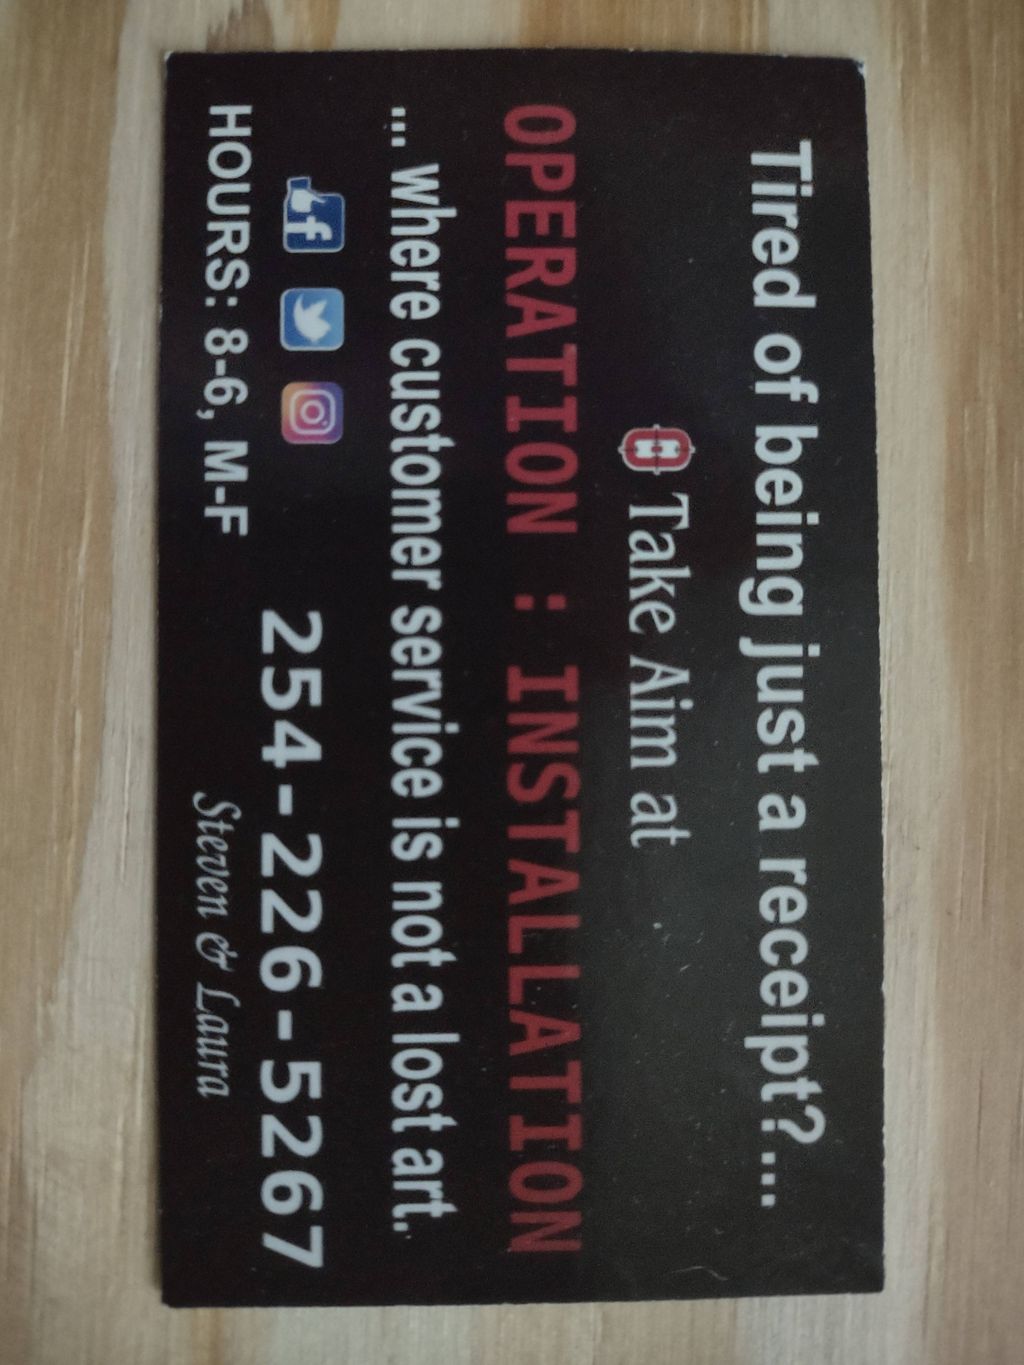 Tired of being just a receipt?...
Take Aim at
OPERATION : INSTALLATION
... where customer service is not a lost art.
254-226-5267
HOURS: 8-6, M-F
Steven & Laura